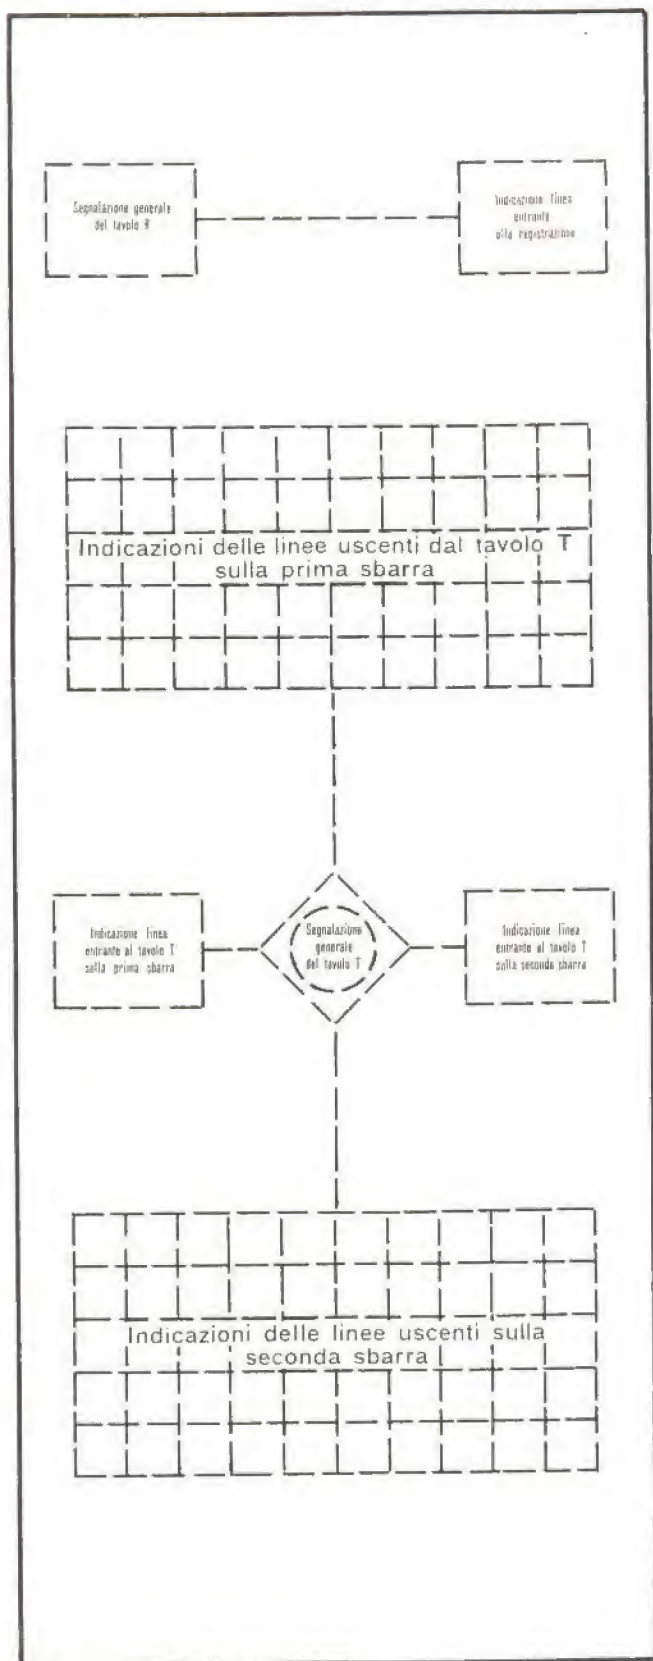 Segnalazione generale
del tavolo R
Indicazione linea
entrante
alla registrazione
Indicazioni delle linee uscenti dal tavolo T
sulla prima sbarra
Indicazione linea
entrante al tavolo T
sulla prima sbarra
Segnalazione
generale
del tavolo T
Indicazione linea
entrante al tavolo T
sulla seconda sbarra
Indicazioni delle linee uscenti sulla
seconda sbarra